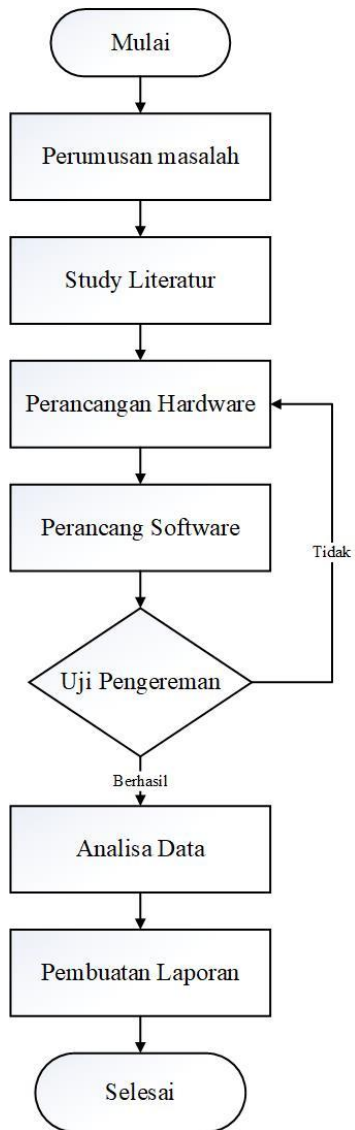 Mulai
Perumusan masalah
Study Literatur
Perancangan Hardware
Perancang Software
Tidak
Uji Pengereman
Berhasil
Analisa Data
Pembuatan Laporan
Selesai